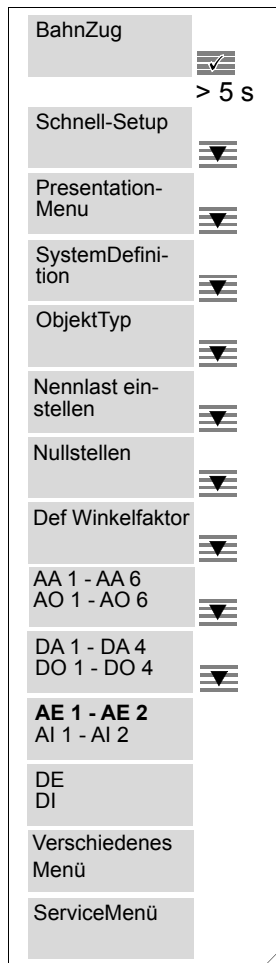 BahnZug
> 5 s
Schnell-Setup
Presentation-
Menu
SystemDefini-
tion
ObjektTyp
Nennlast ein-
stellen
Nullstellen
Def Winkelfaktor
AA 1 - AA 6
AO 1 - AO 6
DA 1 - DA 4
DO 1 - DO 4
AE 1 - AE 2
AI 1 - AI 2
DE
DI
Verschiedenes
Menü
ServiceMenü